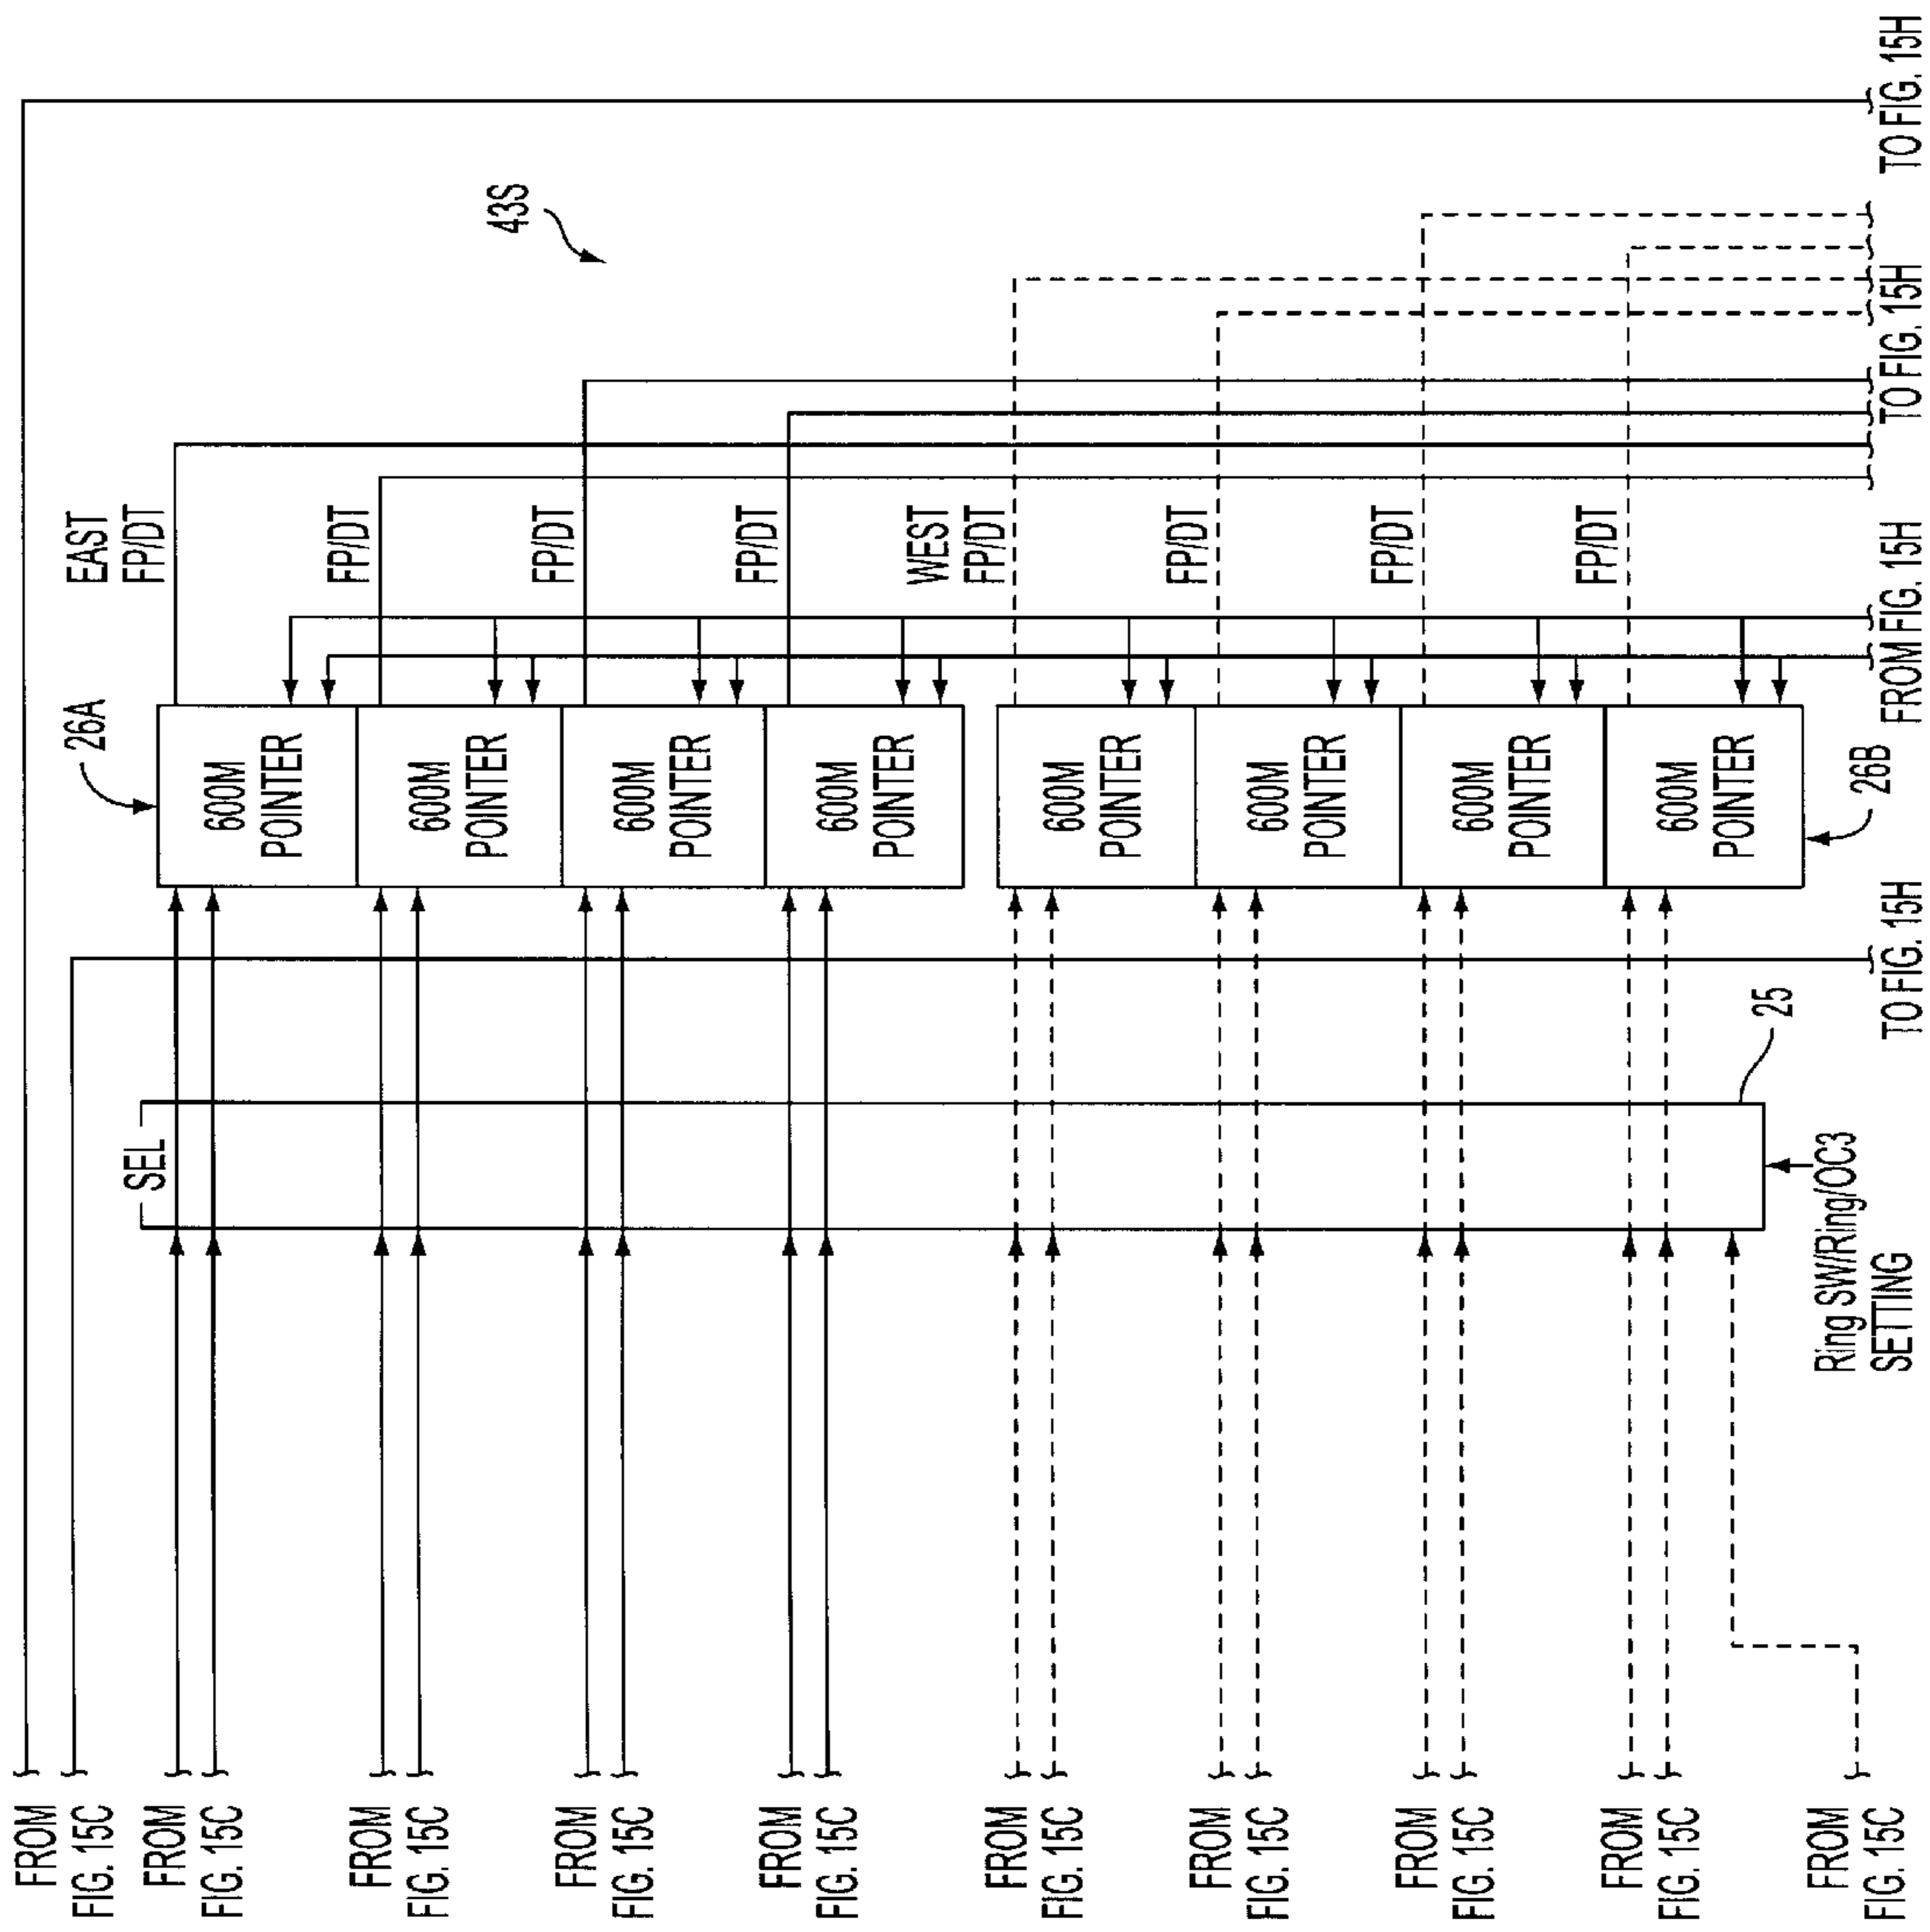 FROM
FIG. 15C
FROM
FIG. 15C
FROM
FIG. 15C
FROM
FIG. 15C
FROM
FIG. 15C
FROM
FIG. 15C
FROM
FIG. 15C
FROM
FIG. 15C
FROM
FIG. 15C
FROM
FIG. 15C
SEL
25
Ring SW/Ring/OC3
SETTING
TO FIG. 15H
26A
600M
POINTER
600M
POINTER
600M
POINTER
600M
POINTER
600M
POINTER
600M
POINTER
600M
POINTER
600M
POINTER
26B
FROM FIG. 15H
EAST
FP/DT
FP/DT
FP/DT
FP/DT
WEST
FP/DT
FP/DT
FP/DT
FP/DT
TO FIG. 15H
43S
TO FIG. 15H